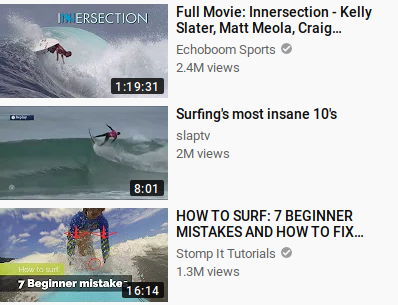 INNERSECTION
1:19:31
Full Movie: Innersection - Kelly
Slater, Matt Meola, Craig...
Echoboom Sports
2.4M views
8:01
Surfing's most insane 10's
slaptv
2M views
How to surf
7 Beginner mistake
16:14
HOW TO SURF: 7 BEGINNER
MISTAKES AND HOW TO FIX...
Stomp It Tutorials
1.3M views